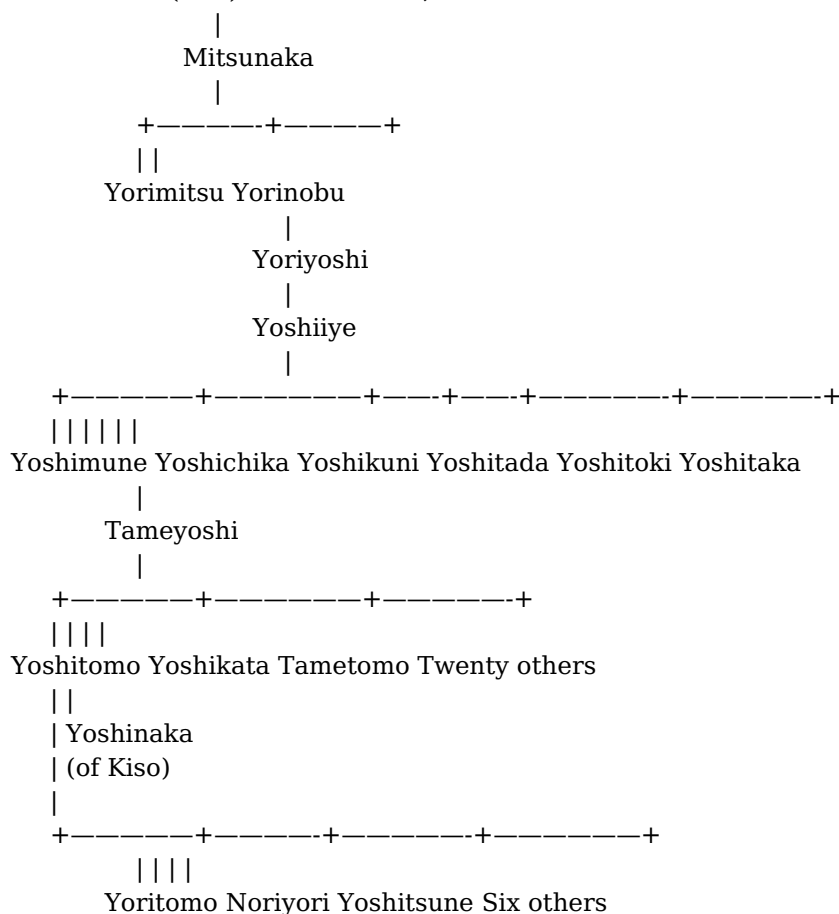 |
Mitsunaka
|
+————-+————+
| |
Yorimitsu Yorinobu
|
Yoriyoshi
|
Yoshiiye
|
+—————+——————+——-+——-+—————-+—————-+
| | | | | |
Yoshimune Yoshichika Yoshikuni Yoshitada Yoshitoki Yoshitaka
|
Tameyoshi
|
+—————+——————+—————-+
| | | |
Yoshitomo Yoshikata Tametomo Twenty others
| |
| Yoshinaka
| (of Kiso)
|
+—————+————-+—————-+——————+
| | | |
Yoritomo Noriyori Yoshitsune Six others